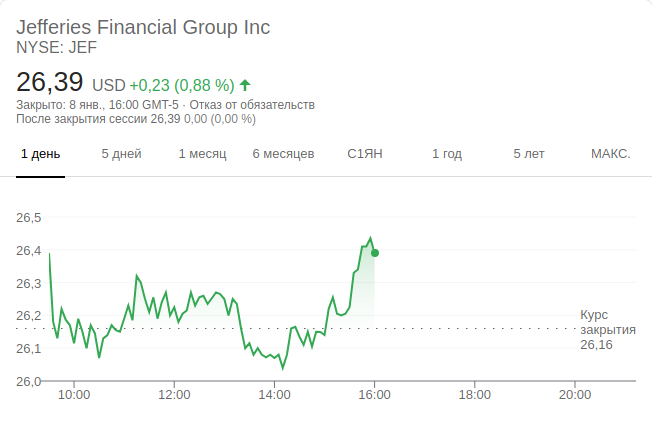 Jefferies Financial Group Inc
NYSE: JEF
26,39 USD +0,23 (0,88 %)
Закрыто: 8 янв., 16:00 GMT-5 · Отказ от обязательств
После закрытия сессии 26,39 0,00 (0,00 %)
1 день 5 дней 1 месяц 6 месяцев С1ЯН 1 год 5 лет МАКС.
26,5
26,4
26,3
26,2
26,1
26,0
Курс
закрытия
26,16
10:00 12:00 14:00 16:00 18:00 20:00